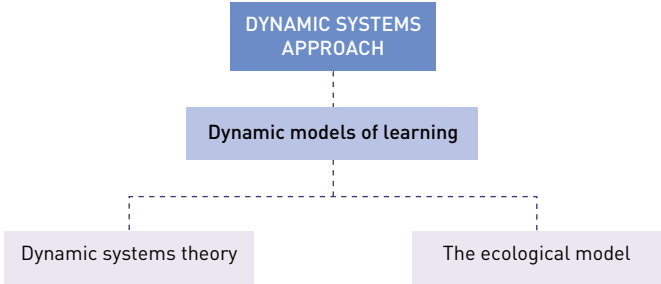 DYNAMIC SYSTEMS
APPROACH
Dynamic models of learning
Dynamic systems theory
The ecological model